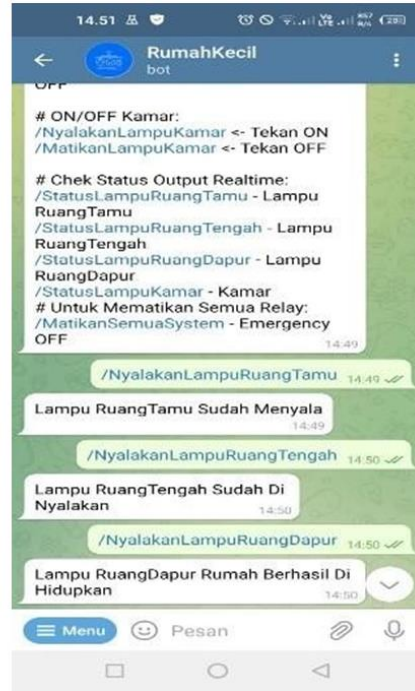 14.51
RumahKecil
bot
OFF
# ON/OFF Kamar:
/NyalakanLampuKamar <- Tekan ON
/MatikanLampuKamar <- Tekan OFF
# Chek Status Output Realtime:
/StatusLampuRuangTamu - Lampu
RuangTamu
/StatusLampuRuangTengah - Lampu
RuangTengah
/StatusLampuRuangDapur - Lampu
RuangDapur
/StatusLampuKamar - Kamar
# Untuk Mematikan Semua Relay:
/MatikanSemuaSystem - Emergency
OFF
14:49
/NyalakanLampuRuangTamu 14:49
Lampu RuangTamu Sudah Menyala
14:49
/NyalakanLampuRuangTengah 14:50
Lampu RuangTengah Sudah Di
Nyalakan
14:50
/NyalakanLampuRuangDapur 14:50
Lampu RuangDapur Rumah Berhasil Di
Hidupkan
14:50
Menu
Pesan